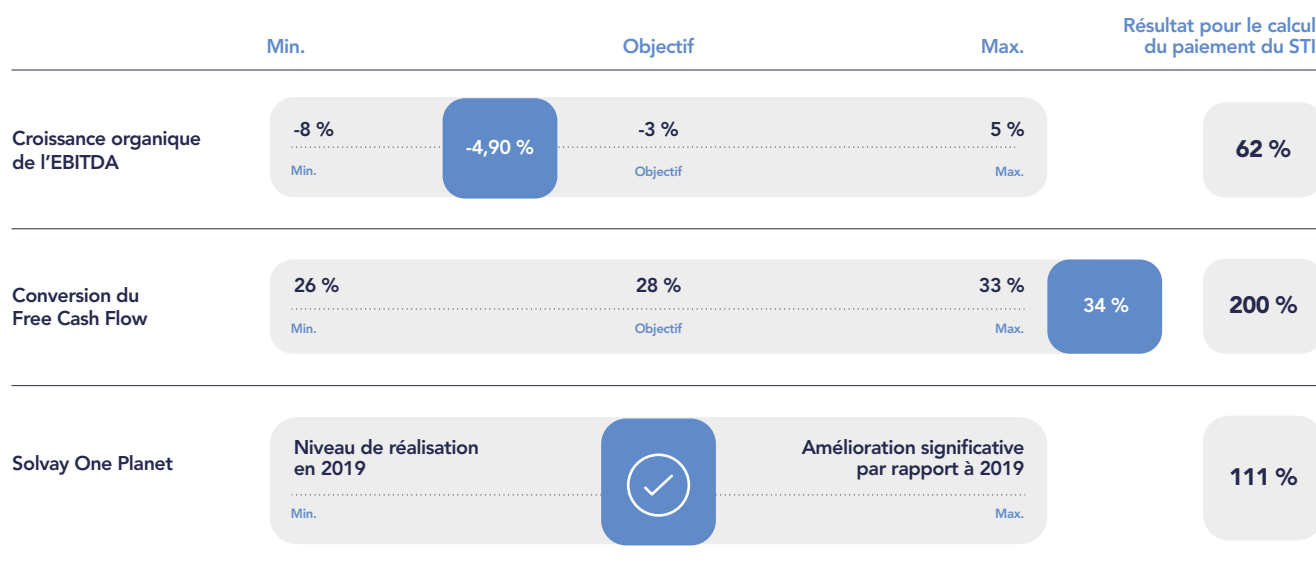 Min.
Objectif
Max.
Résultat pour le calcul
du paiement du STI
Croissance organique
de l’EBITDA
-8 %
-4,90 %
-3 %
5 %
Min.
Objectif
Max.
62 %
Conversion du
Free Cash Flow
26 %
28 %
33 %
34 %
Min.
Objectif
Max.
200 %
Solvay One Planet
Niveau de réalisation
en 2019
Amélioration significative
par rapport à 2019
Min.
Max.
111 %